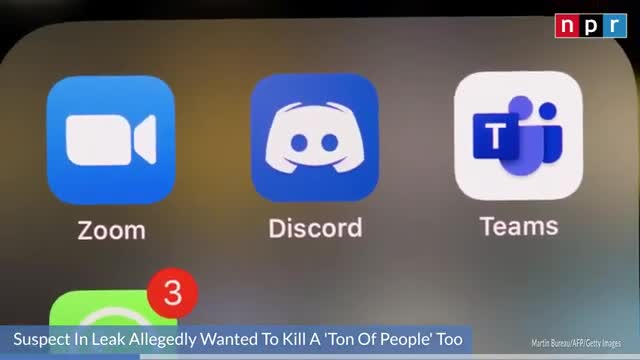 npr
T
Zoom
Discord
Teams
3
Suspect In Leak Allegedly Wanted To Kill A 'Ton Of People' Too
Martin Bureau/AFP/Getty Images